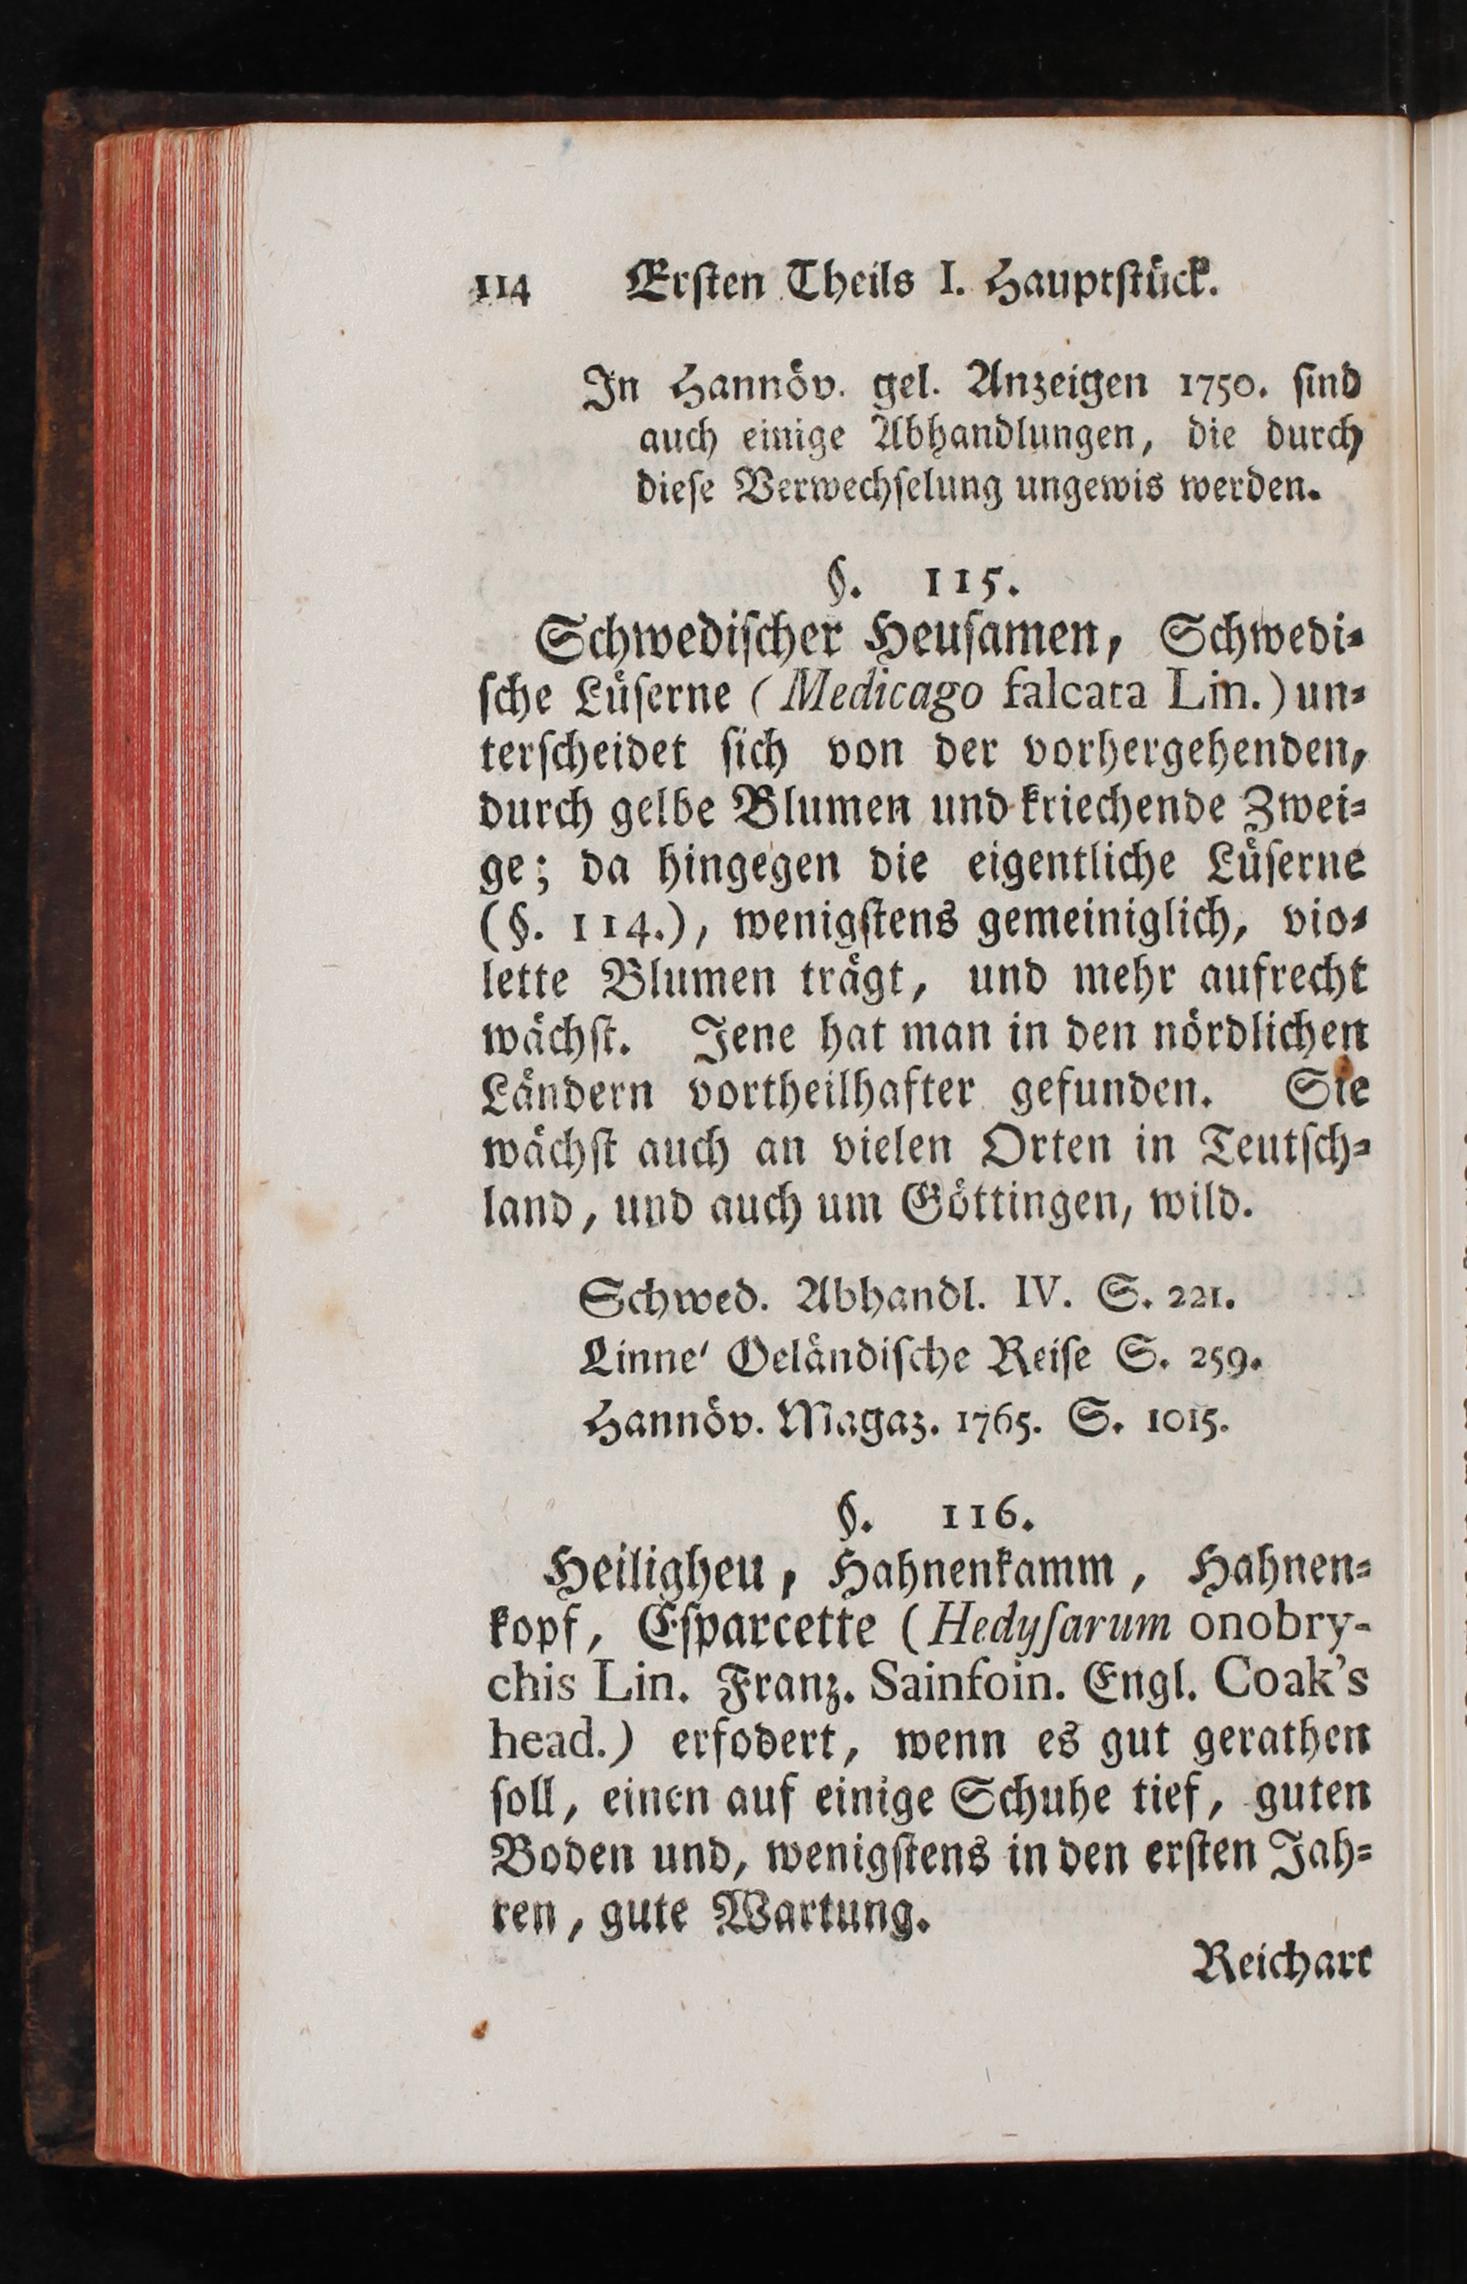 114 Ersten Theils I. Hauptstück.
In Hannöv. gel. Anzeigen 1750. ſind
auch einige Abhandlungen, die durch
dieſe Verwechſelung ungewis werden.
§. 115.
Schwediſcher Heuſamen, Schwedi-
ſche Lüſerne (Medicago falcata Lin.) un-
terſcheidet ſich von der vorhergehenden,
durch gelbe Blumen und kriechende Zwei-
ge; da hingegen die eigentliche Lüſerne
(§. 114.), wenigſtens gemeiniglich, vio-
lette Blumen trägt, und mehr aufrecht
wächſt. Jene hat man in den nördlichen
Ländern vortheilhafter gefunden. Sie
wächſt auch an vielen Orten in Teutſch-
land, und auch um Göttingen, wild.
Schwed. Abhandl. IV. S. 221.
Linne' Oeländiſche Reiſe S. 259.
Hannöv. Magaz. 1765. S. 1015.
§. 116.
Heiligheu, Hahnenkamm, Hahnen-
kopf, Eſparcette (Hedyſarum onobry-
chis Lin. Franz. Sainfoin. Engl. Coak's
head.) erfodert, wenn es gut gerathen
ſoll, einen auf einige Schuhe tief, guten
Boden und, wenigſtens in den erſten Jah-
ren, gute Wartung.
Reichart